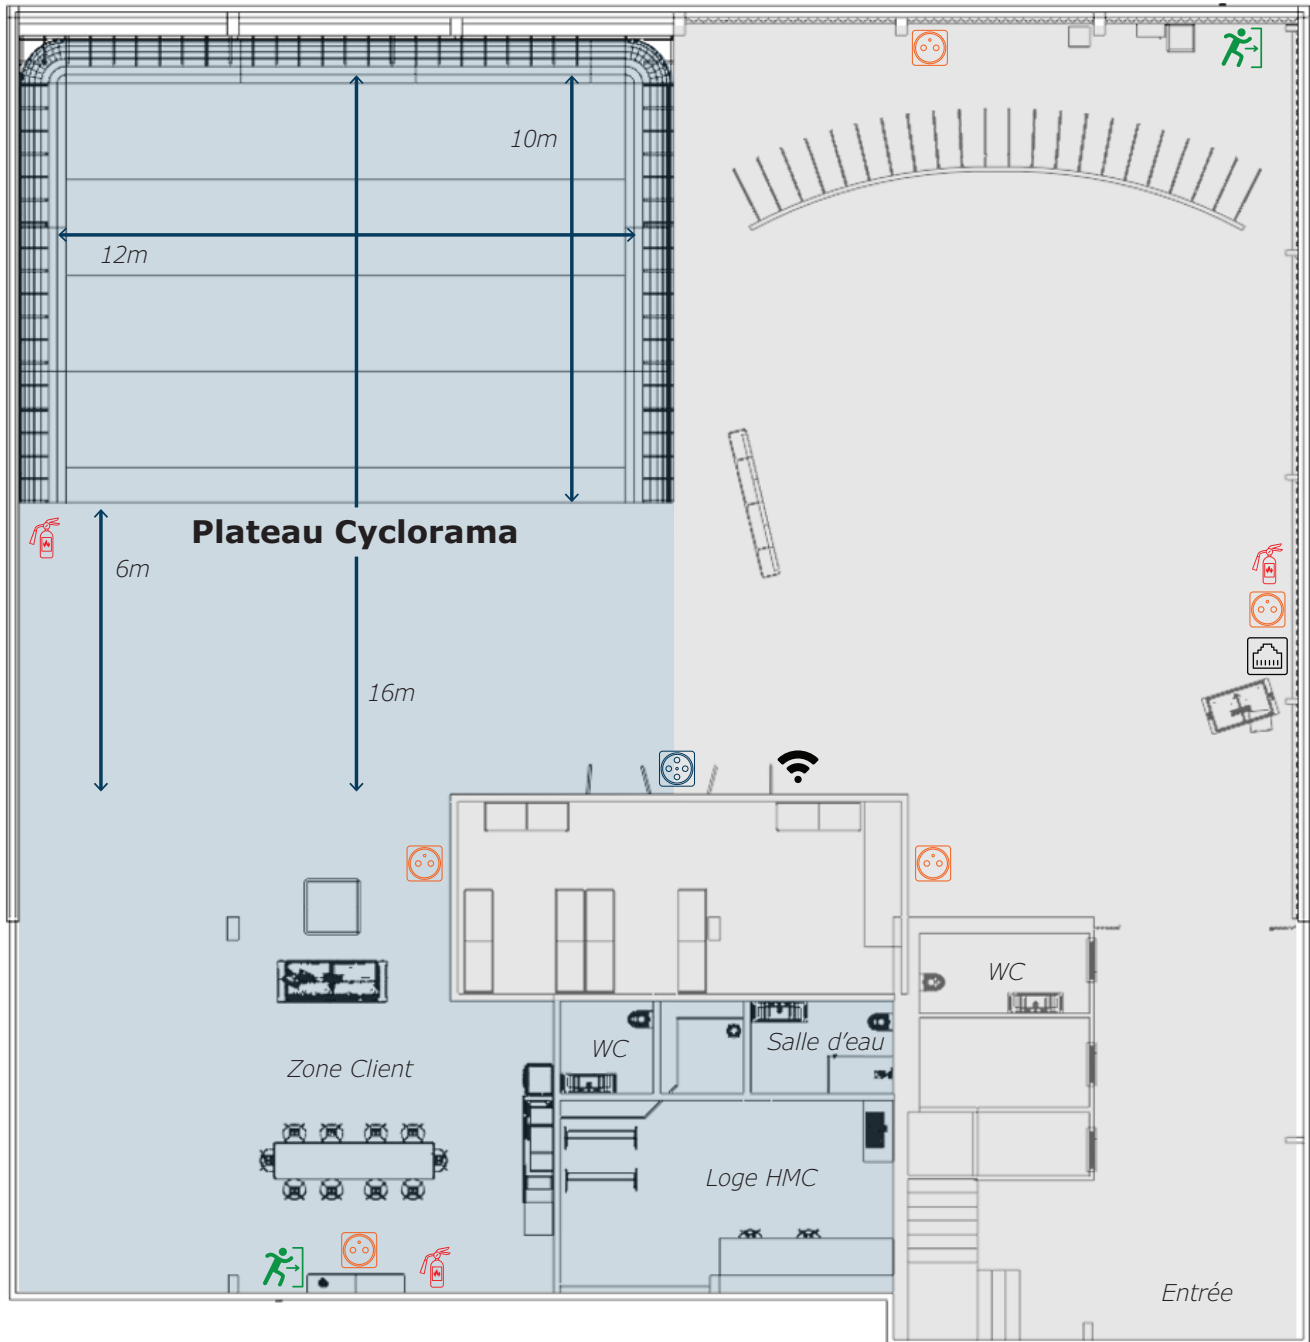 10m
12m
Plateau Cyclorama
6m
16m
WC
Salle d'eau
WC
Zone Client
Loge HMC
Entrée